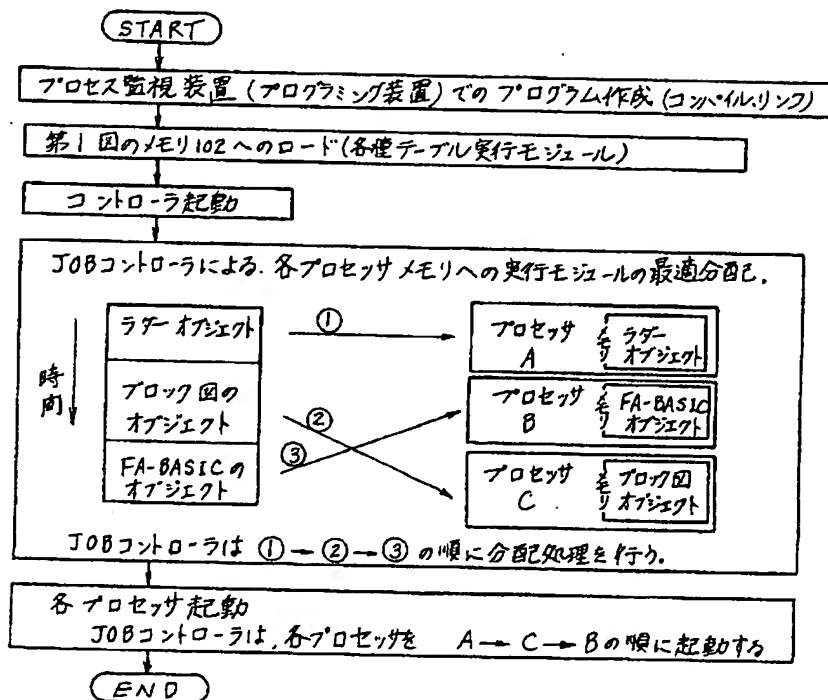 START
プロセス監視装置(プログラミング装置)でのプログラム作成(コンパイル.リンク)
第1図のメモリ102へのロード(各種テーブル実行モジュール)
コントローラ起動
JOBコントローラによる.各プロセッサメモリへの実行モジュールの最適分配.
時間
ラダーオブジェクト
ブロック図の
オブジェクト
FA-BASICの
オブジェクト
①
②
③
プロセッサ
A
メモリ
ラダー
オブジェクト
プロセッサ
B
メモリ
FA-BASIC
オブジェクト
プロセッサ
C
メモリ
ブロック図
オブジェクト
JOBコントローラは ①→②→③ の順に分配処理を行う.
各プロセッサ起動
JOBコントローラは,各プロセッサを A→C→Bの順に起動する
END